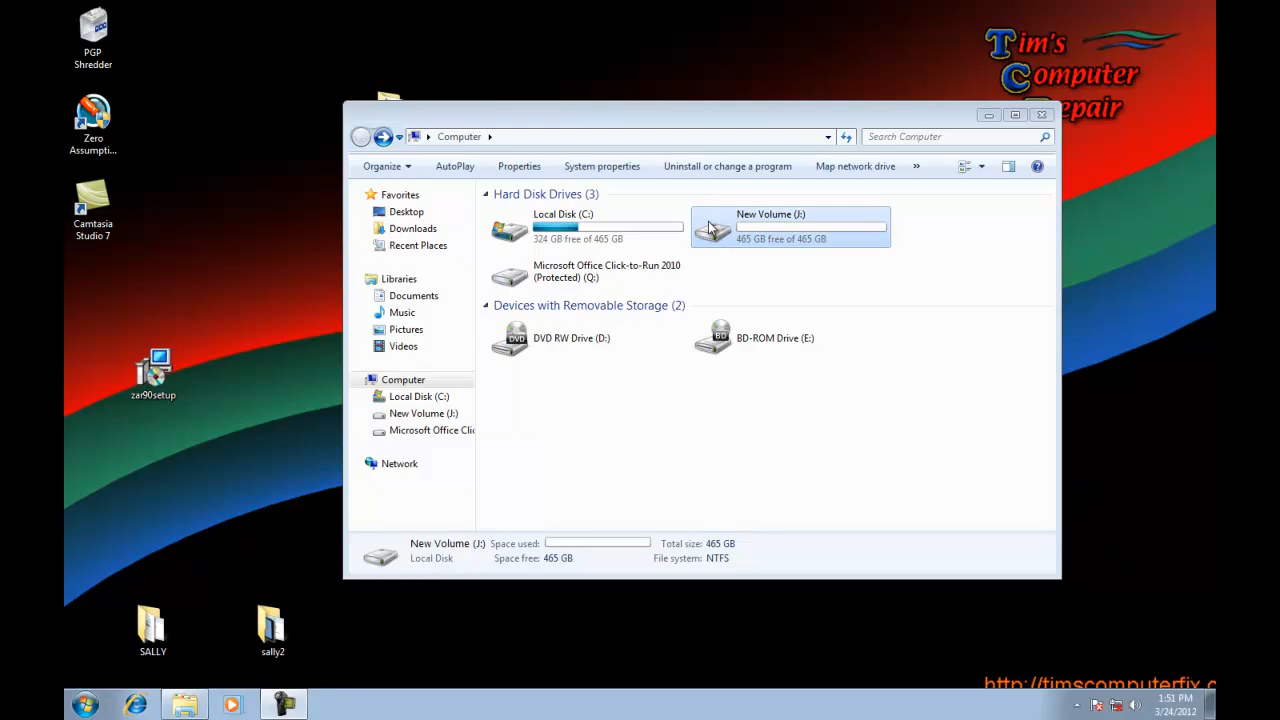 PGP
Shredder
Zero
Assumpti...
Camtasia
Studio 7
zar90setup
SALLY
sally2
Tim's
Computer
Repair
Computer
Search Computer
Organize
AutoPlay
Properties
System properties
Uninstall or change a program
Map network drive
»
Favorites
Desktop
Downloads
Recent Places
Libraries
Documents
Music
Pictures
Videos
Computer
Local Disk (C:)
New Volume (J:)
Microsoft Office Clic
Network
Hard Disk Drives (3)
Local Disk (C:)
324 GB free of 465 GB
New Volume (J:)
465 GB free of 465 GB
Microsoft Office Click-to-Run 2010
(Protected) (Q:)
Devices with Removable Storage (2)
DVD
DVD RW Drive (D:)
BD
BD-ROM Drive (E:)
New Volume (J:) Space used: Total size: 465 GB
Local Disk Space free: 465 GB File system: NTFS
http://timscomputerfix.c
1:51 PM
3/24/2012